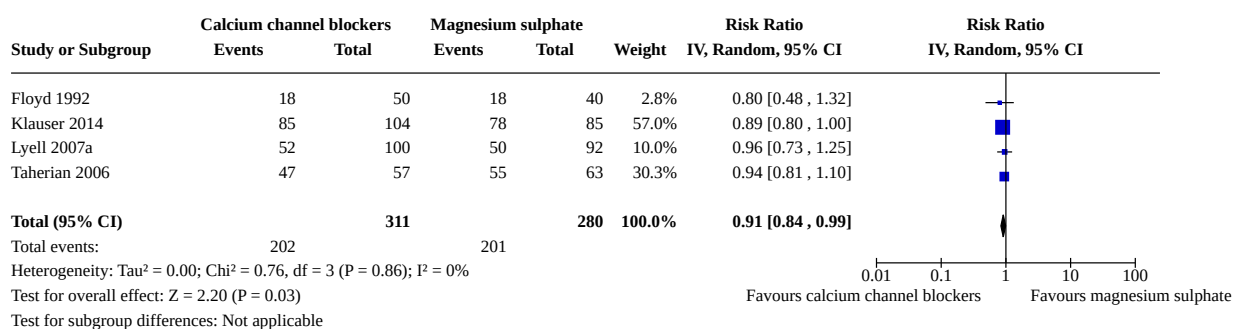 Calcium channel blockers Magnesium sulphate Risk Ratio Risk Ratio
Study or Subgroup Events Total Events Total Weight IV, Random, 95% CI IV, Random, 95% CI
Floyd 1992 18 50 18 40 2.8% 0.80 [0.48 , 1.32]
Klauser 2014 85 104 78 85 57.0% 0.89 [0.80 , 1.00]
Lyell 2007a 52 100 50 92 10.0% 0.96 [0.73 , 1.25]
Taherian 2006 47 57 55 63 30.3% 0.94 [0.81 , 1.10]
Total (95% CI) 311 280 100.0% 0.91 [0.84 , 0.99]
Total events: 202 201
Heterogeneity: Tau² = 0.00; Chi² = 0.76, df = 3 (P = 0.86); I² = 0%
0.01 0.1 1 10 100
Test for overall effect: Z = 2.20 (P = 0.03) Favours calcium channel blockers Favours magnesium sulphate
Test for subgroup differences: Not applicable